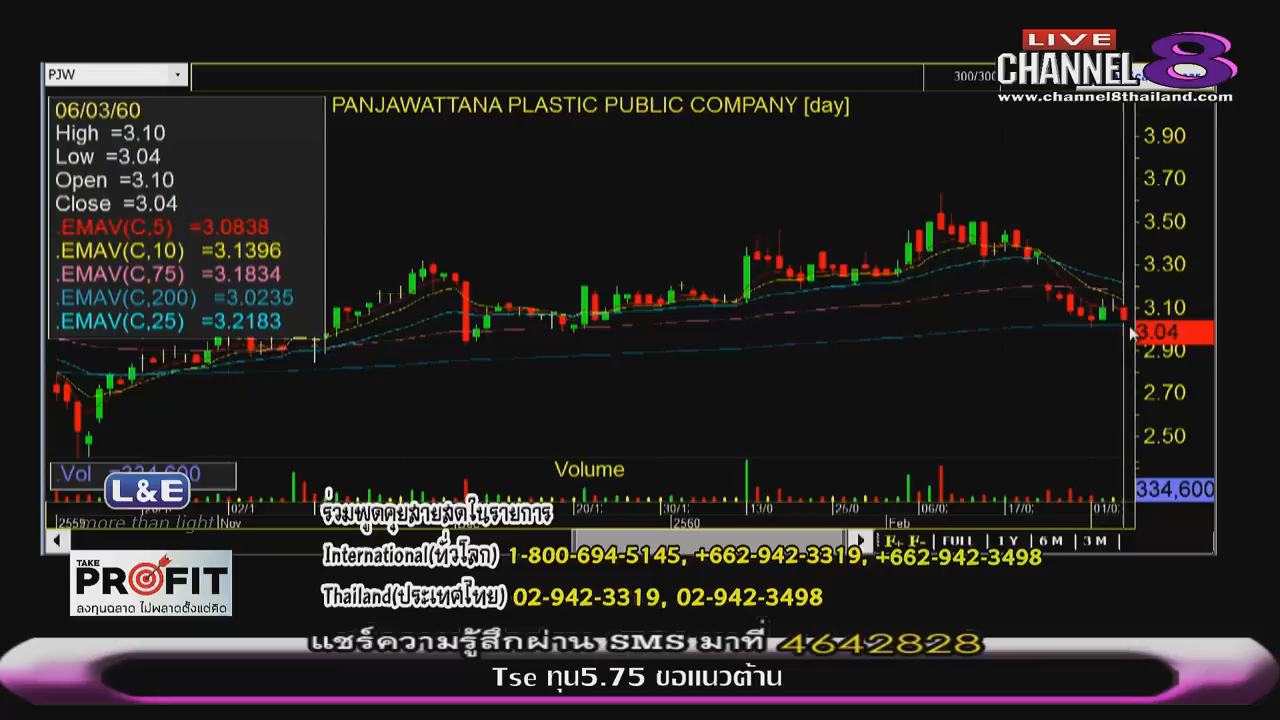 LIVE
CHANNEL 8
www.channel8thailand.com
PJW
300/300
PANJAWATTANA PLASTIC PUBLIC COMPANY [day]
06/03/60
High =3.10
Low =3.04
Open =3.10
Close =3.04
.EMAV(C,5) =3.0838
.EMAV(C,10) =3.1396
.EMAV(C,75) =3.1834
.EMAV(C,200) =3.0235
.EMAV(C,25) =3.2183
3.90
3.70
3.50
3.30
3.10
3.04
2.90
2.70
2.50
.Vol =334,600
Volume
334,600
L&E
more than light
2559 Nov 02/1 20/1 30/1 2560 13/0 25/0 Feb 06/0 17/0 01/0
F+ F- FULL 1 Y 6 M 3 M
ร่วมพูดคุยสายสดในรายการ
International(ทั่วโลก) 1-800-694-5145, +662-942-3319, +662-942-3498
Thailand(ประเทศไทย) 02-942-3319, 02-942-3498
TAKE
PROFIT
ลงทุนฉลาด ไม่พลาดตั้งแต่คิด
แชร์ความรู้สึกผ่าน SMS มาที่ 4642828
Tse ทุน5.75 ขอแนวต้าน